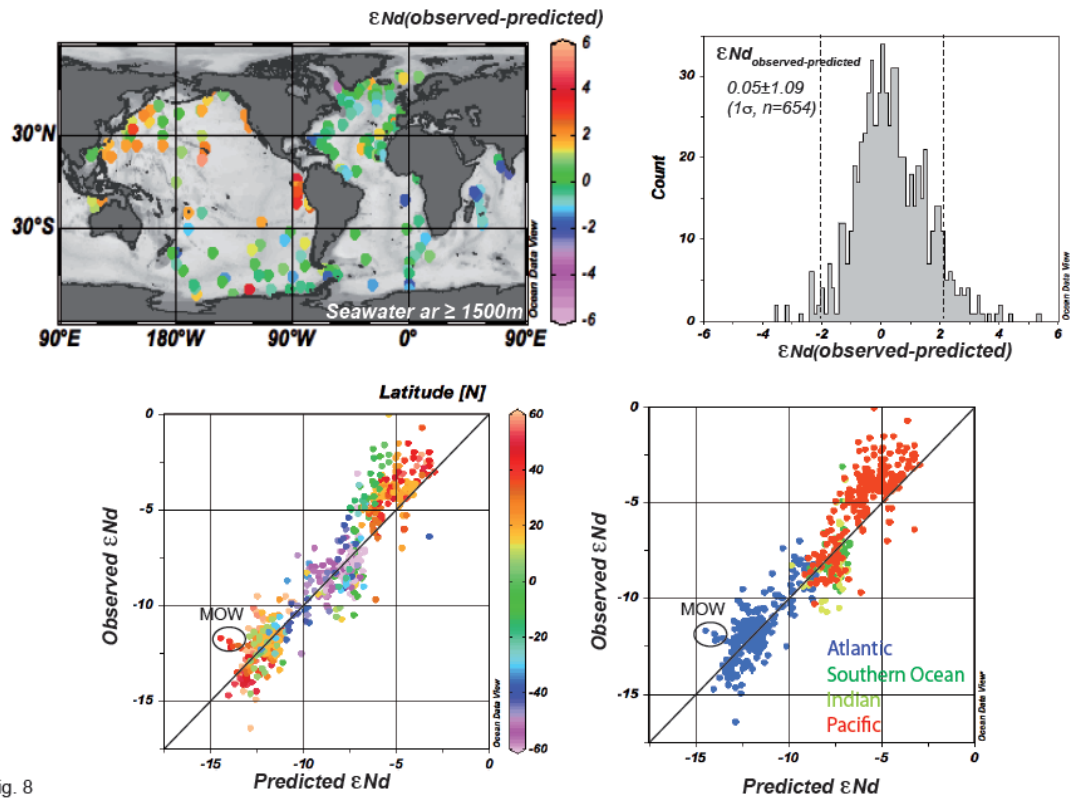 εNd(observed-predicted)
6
4
2
0
-2
-4
-6
30°N
30°S
90°E
180°W
90°W
0°
90°E
Seawater ar ≥ 1500m
Ocean Data View
εNd observed-predicted
0.05±1.09
(1σ, n=654)
Count
30
20
10
0
-6
-4
-2
0
2
4
6
εNd(observed-predicted)
Ocean Data View
Latitude [N]
0
-5
-10
-15
-15
-10
-5
0
Observed εNd
Predicted εNd
MOW
60
40
20
0
-20
-40
-60
Ocean Data View
0
-5
-10
-15
-15
-10
-5
0
Observed εNd
Predicted εNd
MOW
Atlantic
Southern Ocean
Indian
Pacific
Ocean Data View
ig. 8